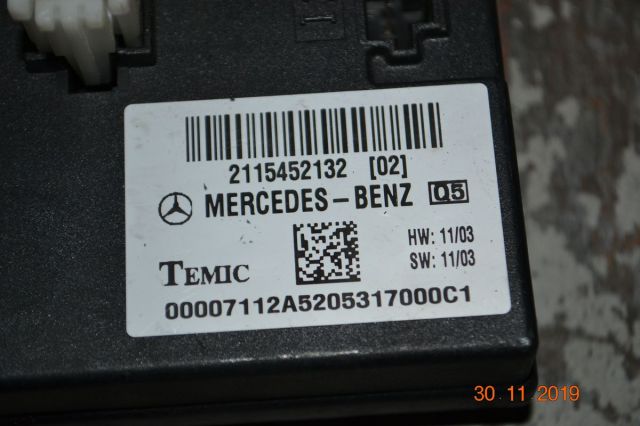 2115452132 [02]
MERCEDES-BENZ Q5
HW: 11/03
SW: 11/03
TEMIC
00007112A5205317000C1
30 11 2019